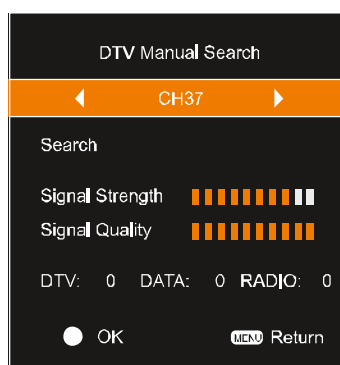 DTV Manual Search
CH37
Search
Signal Strength
Signal Quality
DTV: 0 DATA: 0 RADIO: 0
OK MENU Return